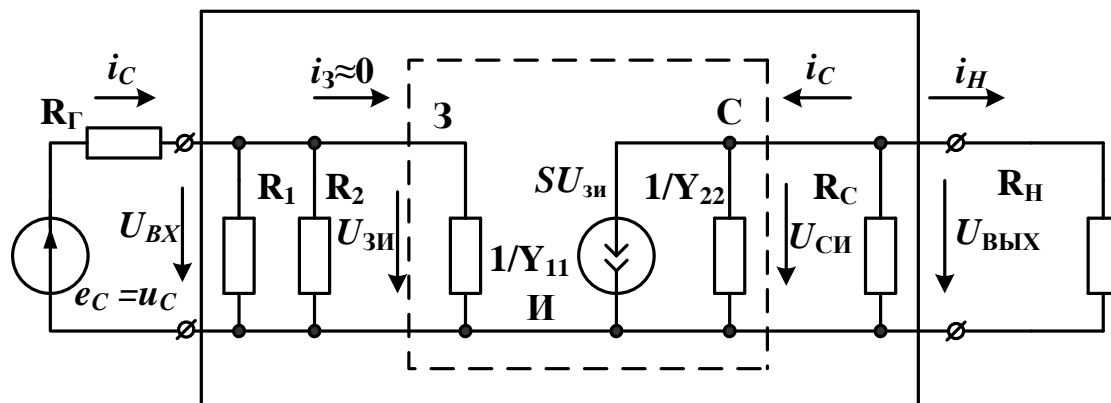 i_C
i_З≈0
i_C
i_H
R_Г
З
С
R_1
R_2
SU_зи
1/Y_22
R_C
R_H
U_BX
U_ЗИ
U_СИ
U_ВЫХ
1/Y_11
e_C =u_C
И